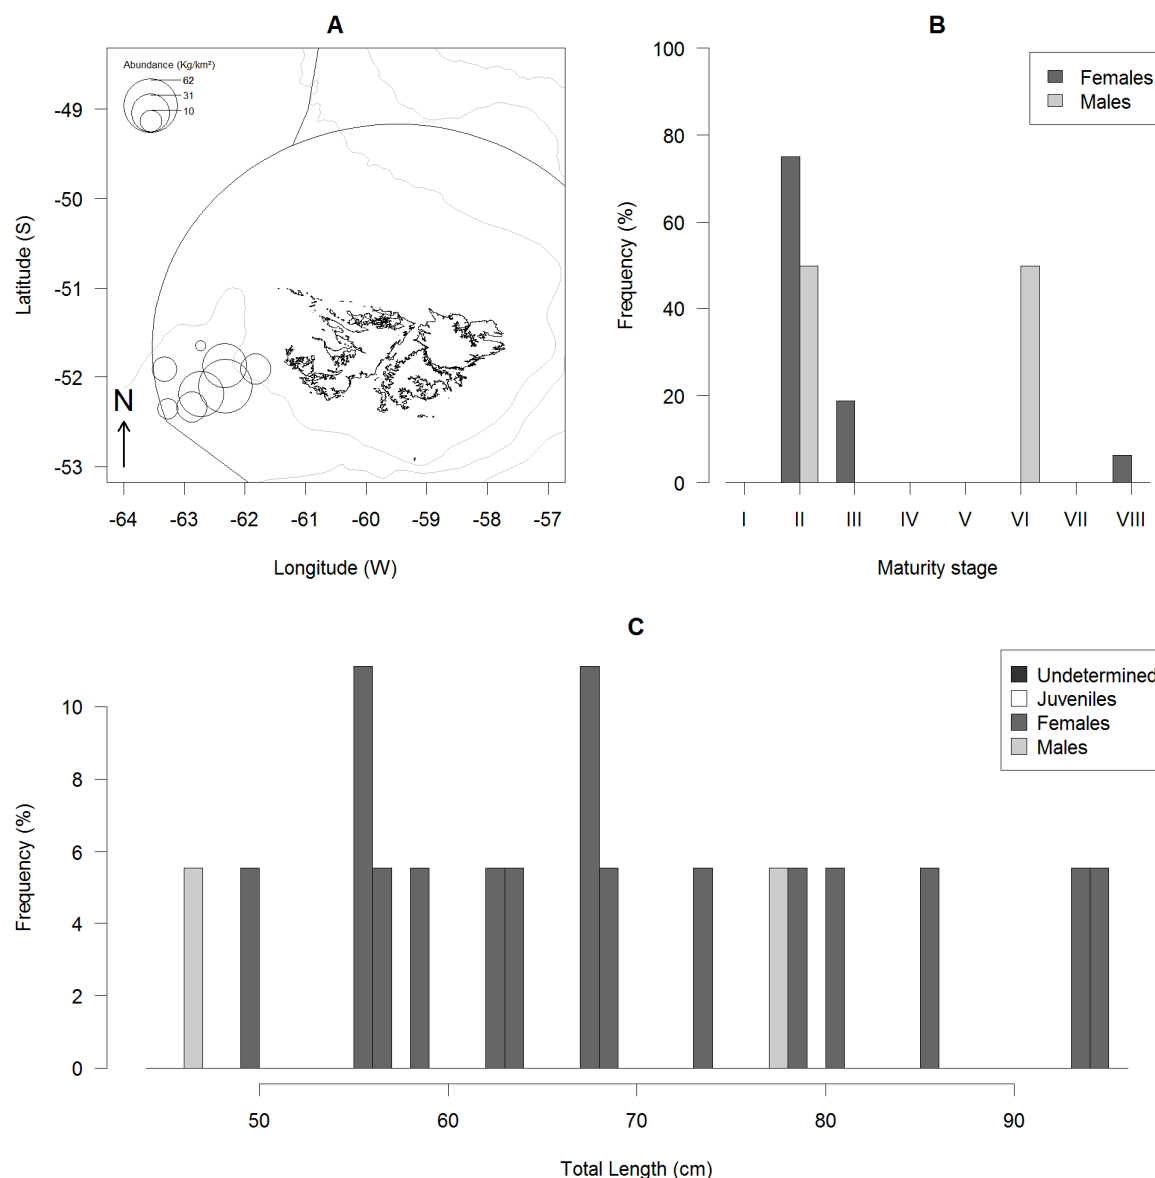 A
Abundance (Kg/km²)
62
31
10
-49
-50
-51
-52
-53
Latitude (S)
N
-64 -63 -62 -61 -60 -59 -58 -57
Longitude (W)
B
100
80
60
40
20
0
Frequency (%)
Females
Males
I II III IV V VI VII VIII
Maturity stage
C
10
8
6
4
2
0
Frequency (%)
Undetermined
Juveniles
Females
Males
50 60 70 80 90
Total Length (cm)